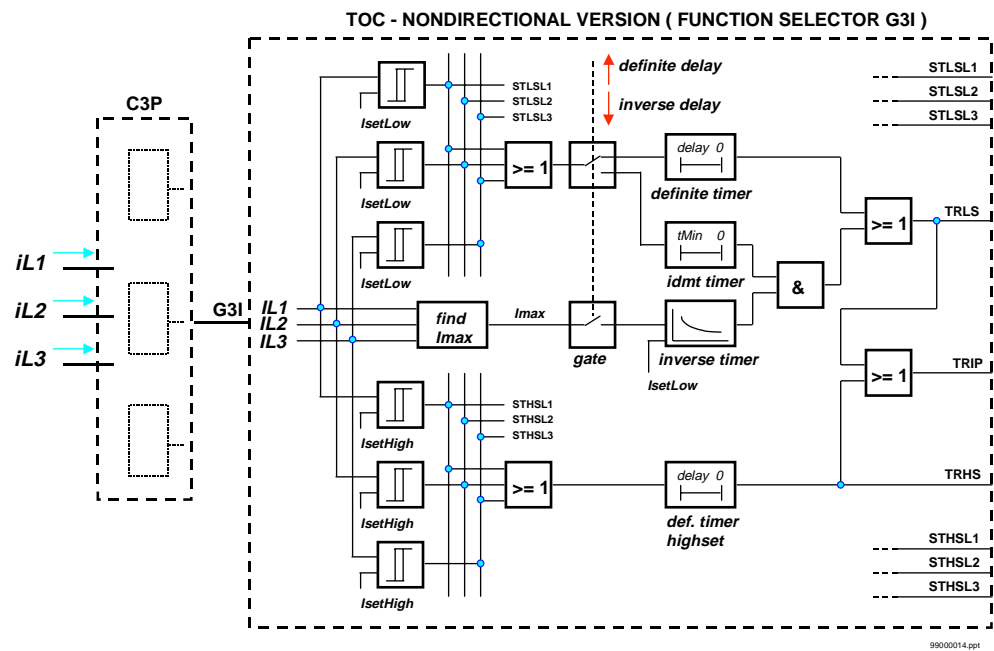 TOC - NONDIRECTIONAL VERSION ( FUNCTION SELECTOR G3I )
C3P
iL1
iL2
iL3
G3I
IL1
IL2
IL3
IsetLow
IsetLow
IsetLow
STLSL1
STLSL2
STLSL3
>= 1
definite delay
inverse delay
delay 0
definite timer
tMin 0
idmt timer
&
>= 1
find
Imax
Imax
gate
inverse timer
IsetLow
STLSL1
STLSL2
STLSL3
TRLS
>= 1
TRIP
IsetHigh
IsetHigh
IsetHigh
STHSL1
STHSL2
STHSL3
>= 1
delay 0
def. timer
highset
TRHS
STHSL1
STHSL2
STHSL3
99000014.ppt